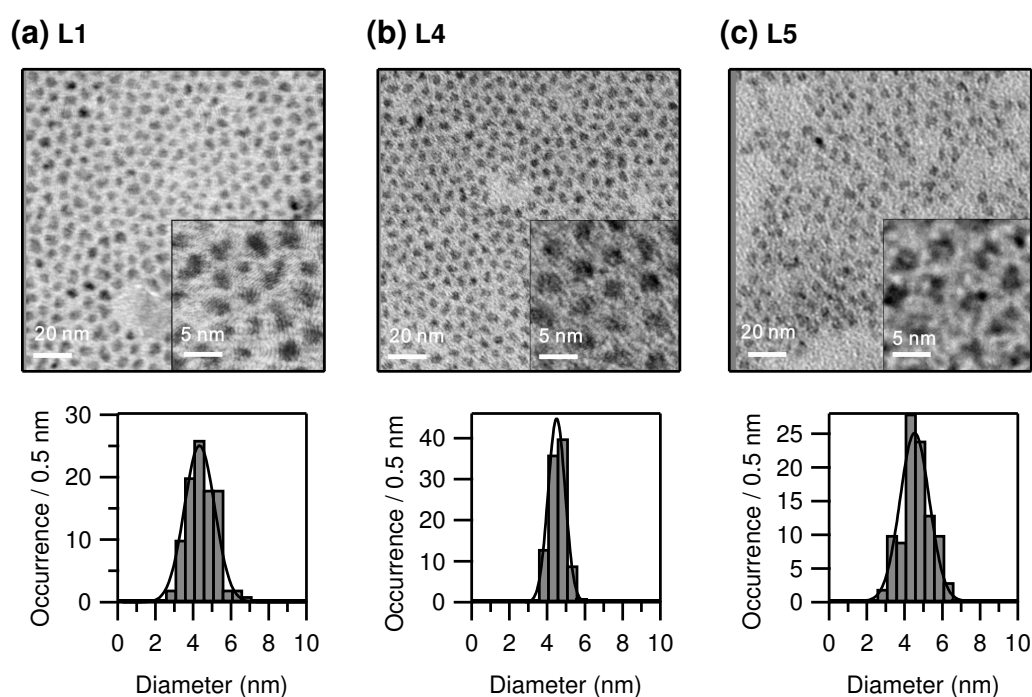 (a) L1
(b) L4
(c) L5
20 nm
5 nm
20 nm
5 nm
20 nm
5 nm
Occurrence / 0.5 nm
30
20
10
0
0 2 4 6 8 10
Diameter (nm)
Occurrence / 0.5 nm
40
30
20
10
0
0 2 4 6 8 10
Diameter (nm)
Occurrence / 0.5 nm
25
20
15
10
5
0
0 2 4 6 8 10
Diameter (nm)